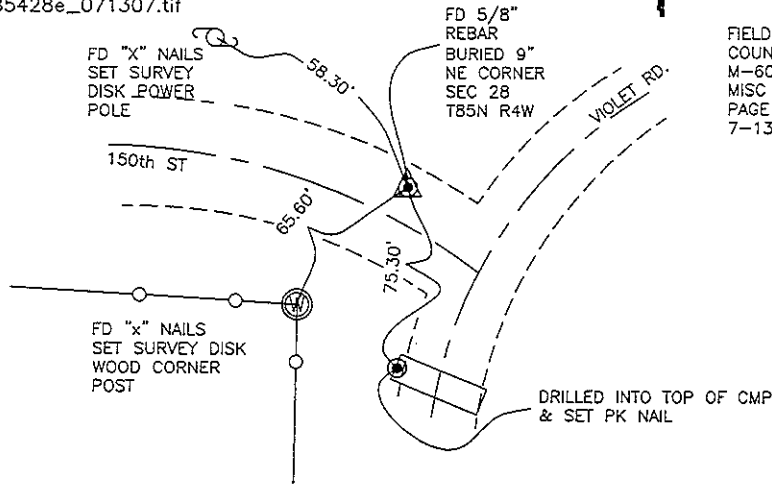 35428e_071307.tif
FD "X" NAILS
SET SURVEY
DISK POWER
POLE
58.30'
FD 5/8"
REBAR
BURIED 9"
NE CORNER
SEC 28
T85N R4W
FIELD
COUN
M-60
MISC
PAGE
7-13
VIOLET RD.
150th ST
65.60'
75.30'
W
FD "x" NAILS
SET SURVEY DISK
WOOD CORNER
POST
DRILLED INTO TOP OF CMP
& SET PK NAIL